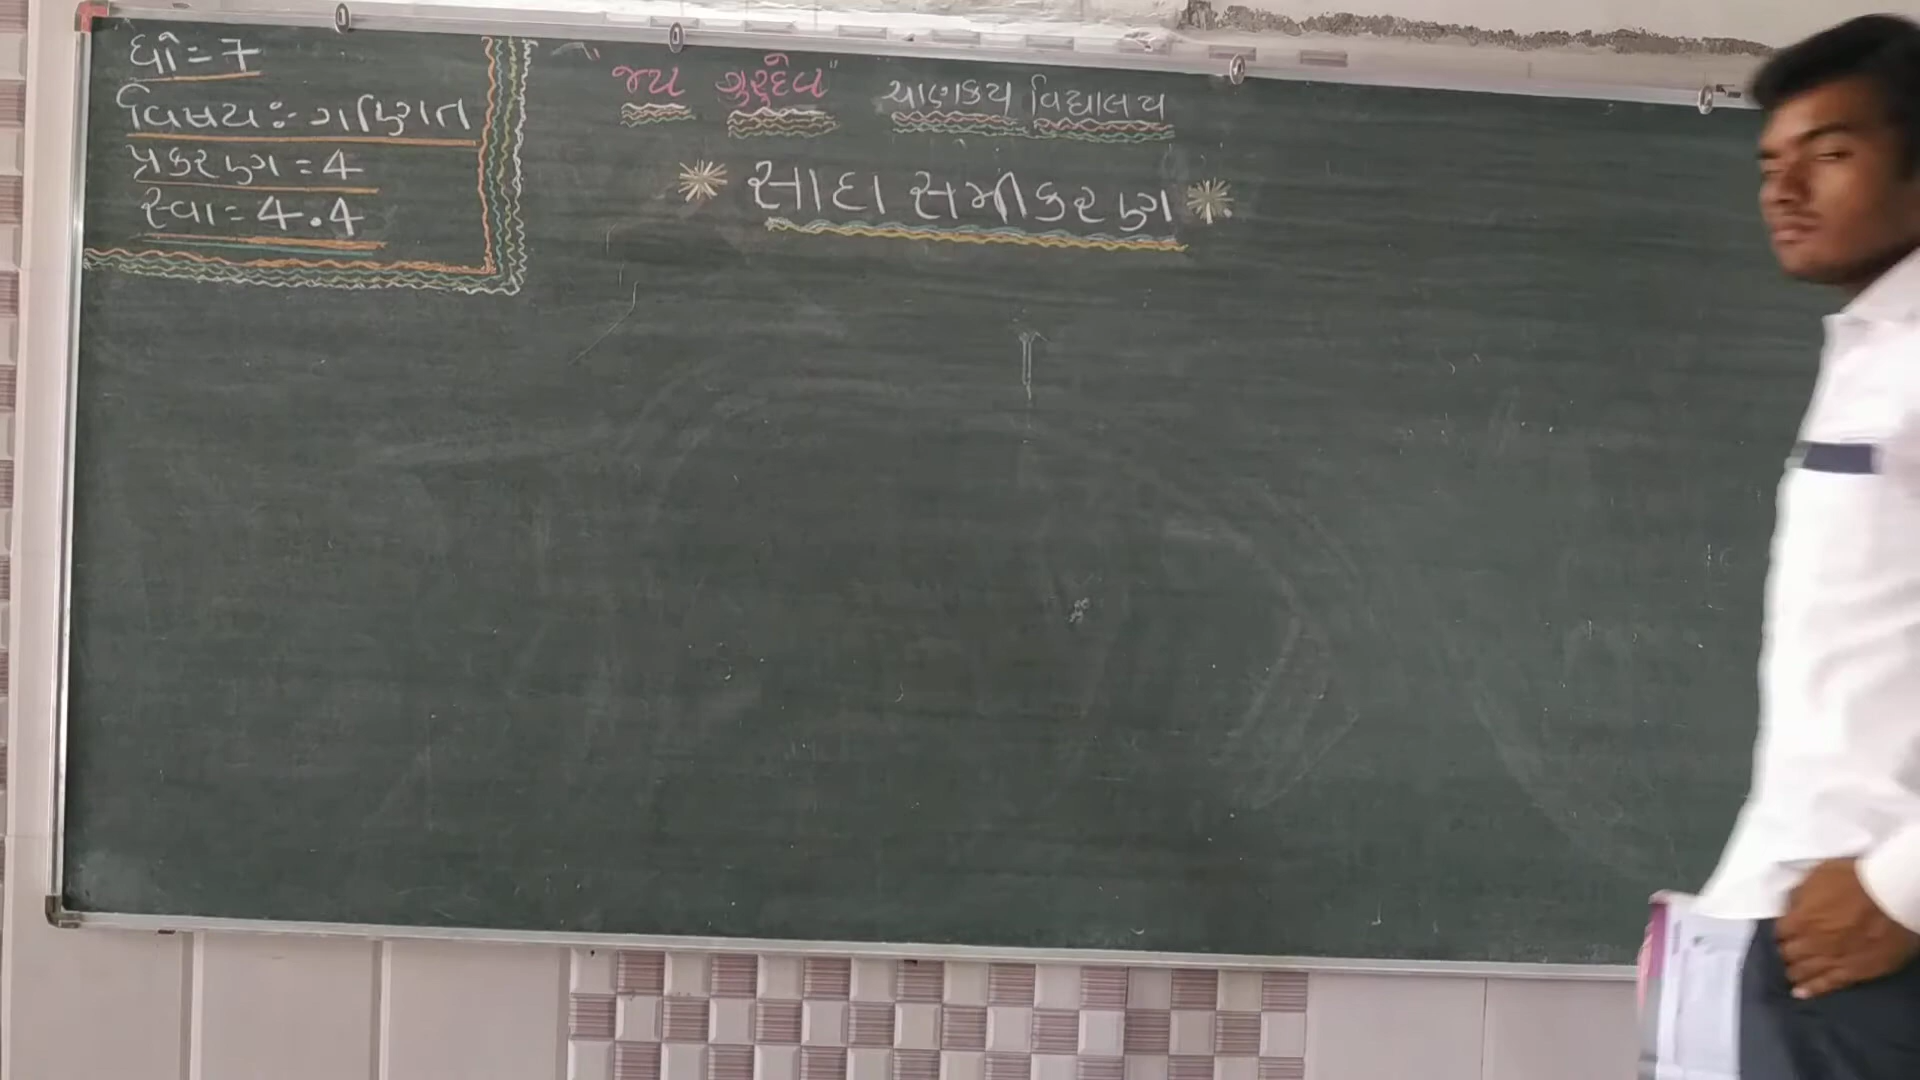 ધો = 7
વિષય :- ગણિત
પ્રકરણ = 4
સ્વા = 4.4
"જય ગુરુદેવ" ચાણક્ય વિદ્યાલય
સાદા સમીકરણ